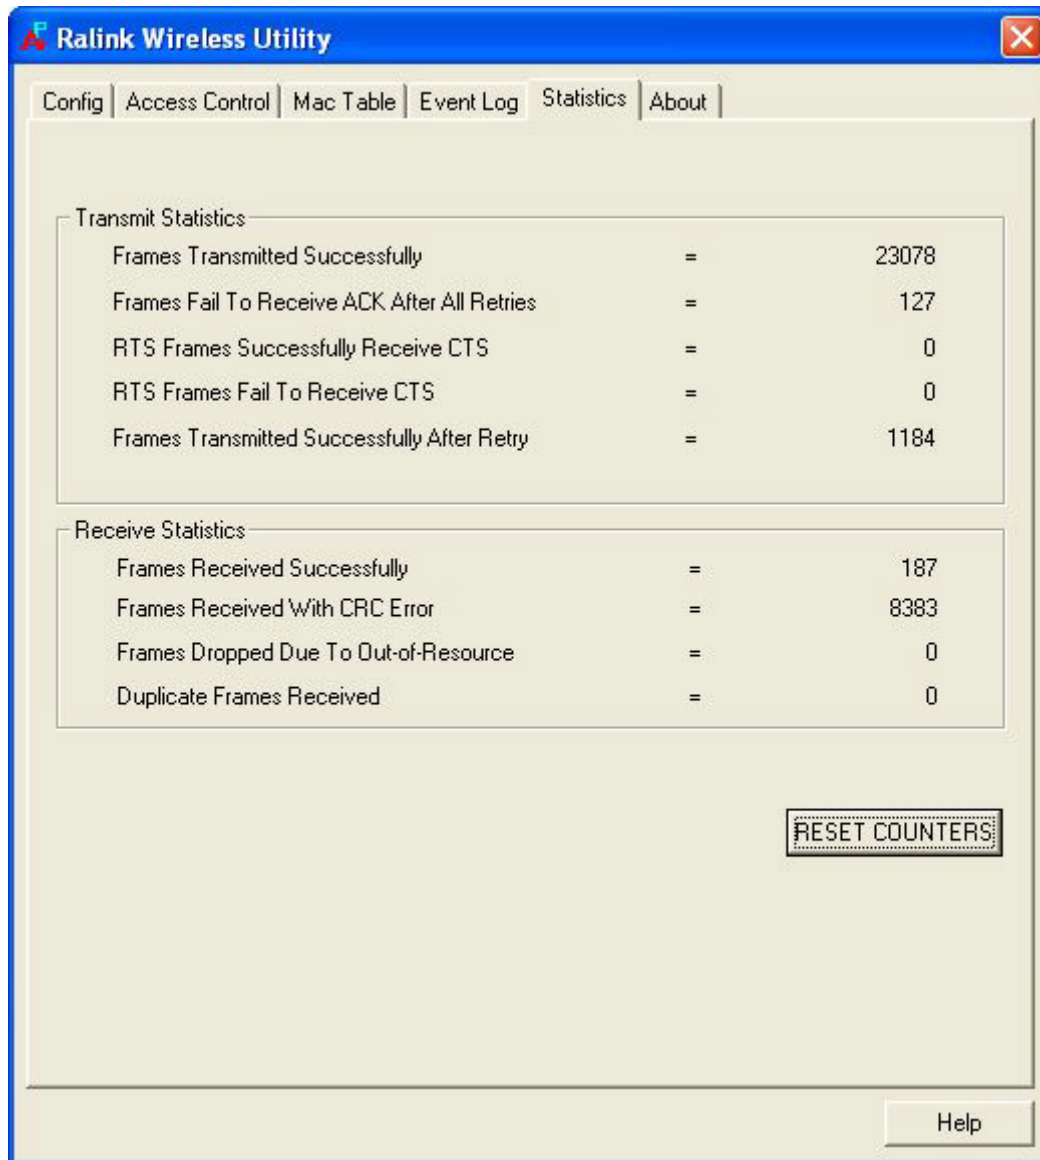 Ralink Wireless Utility
Config Access Control Mac Table Event Log Statistics About
Transmit Statistics
Frames Transmitted Successfully = 23078
Frames Fail To Receive ACK After All Retries = 127
RTS Frames Successfully Receive CTS = 0
RTS Frames Fail To Receive CTS = 0
Frames Transmitted Successfully After Retry = 1184
Receive Statistics
Frames Received Successfully = 187
Frames Received With CRC Error = 8383
Frames Dropped Due To Out-of-Resource = 0
Duplicate Frames Received = 0
RESET COUNTERS
Help